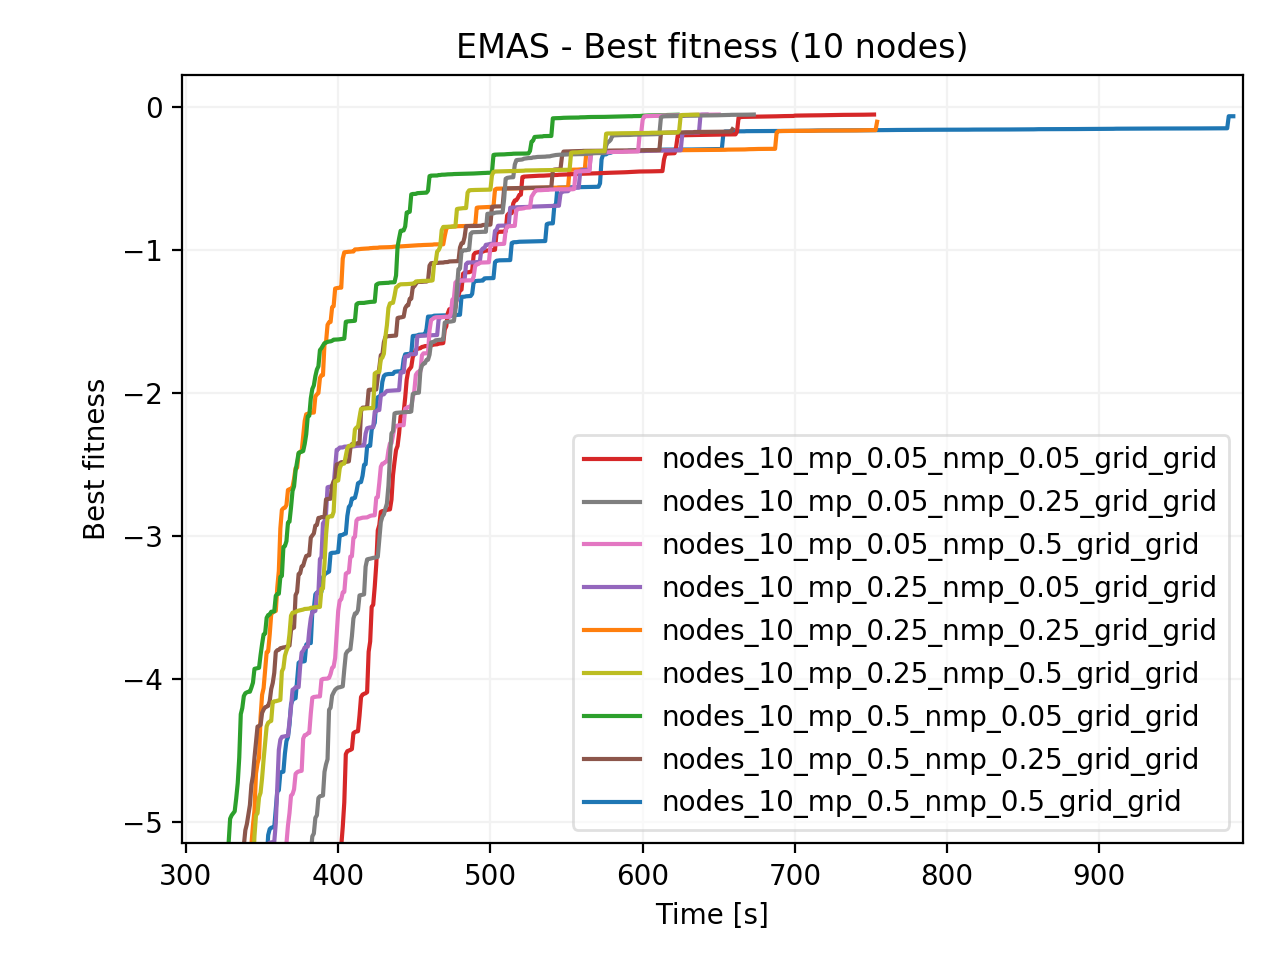 EMAS - Best fitness (10 nodes)
0
−1
−2
−3
−4
−5
Best fitness
nodes_10_mp_0.05_nmp_0.05_grid_grid
nodes_10_mp_0.05_nmp_0.25_grid_grid
nodes_10_mp_0.05_nmp_0.5_grid_grid
nodes_10_mp_0.25_nmp_0.05_grid_grid
nodes_10_mp_0.25_nmp_0.25_grid_grid
nodes_10_mp_0.25_nmp_0.5_grid_grid
nodes_10_mp_0.5_nmp_0.05_grid_grid
nodes_10_mp_0.5_nmp_0.25_grid_grid
nodes_10_mp_0.5_nmp_0.5_grid_grid
300 400 500 600 700 800 900
Time [s]